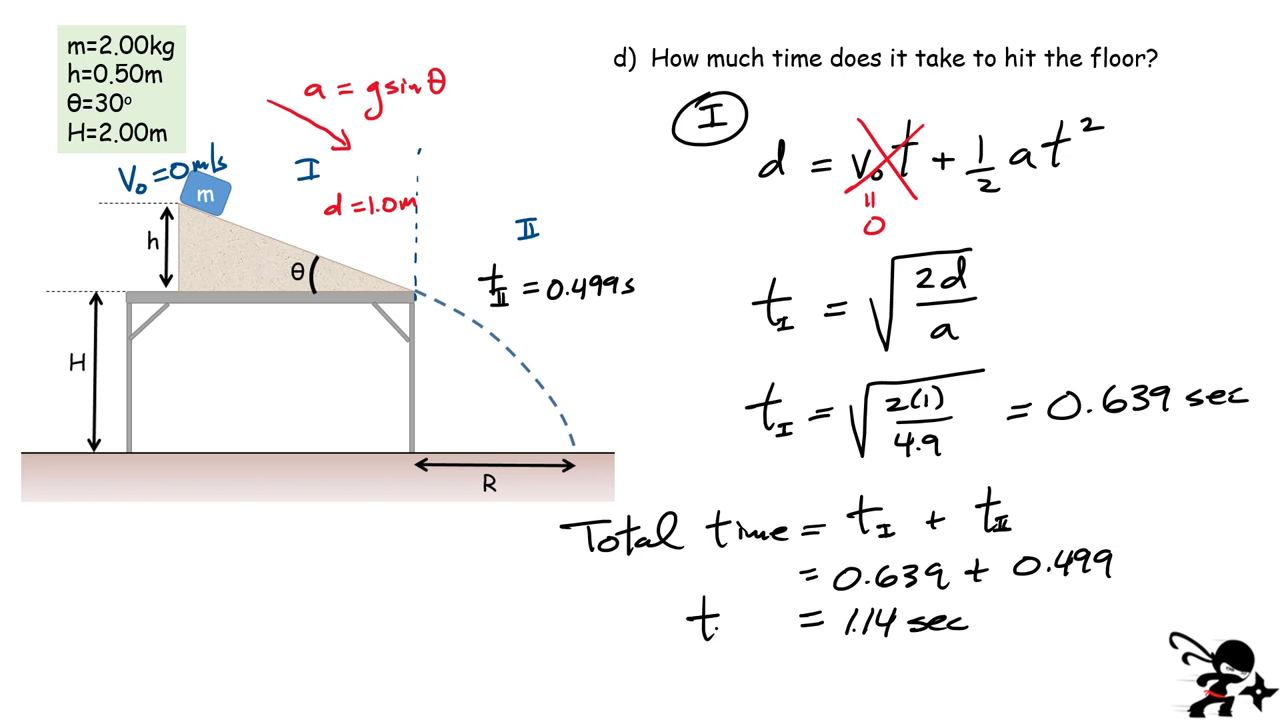 m=2.00kg
h=0.50m
θ=30°
H=2.00m
a = g sin θ
V₀ = 0 m/s
m
I
d = 1.0m
II
h
θ
t_II = 0.499 s
H
R
d) How much time does it take to hit the floor?
I
d = v₀t + 1/2 at²
=
0
t_I = √(2d/a)
t_I = √(2(1)/4.9) = 0.639 sec
Total time = t_I + t_II
= 0.639 + 0.499
t. = 1.14 sec